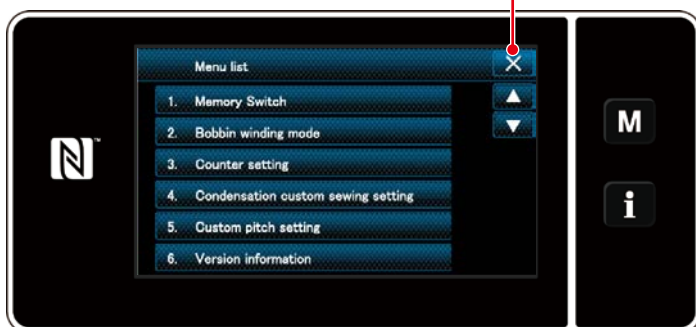 Menu list
1. Memory Switch
2. Bobbin winding mode
3. Counter setting
4. Condensation custom sewing setting
5. Custom pitch setting
6. Version information
M
i